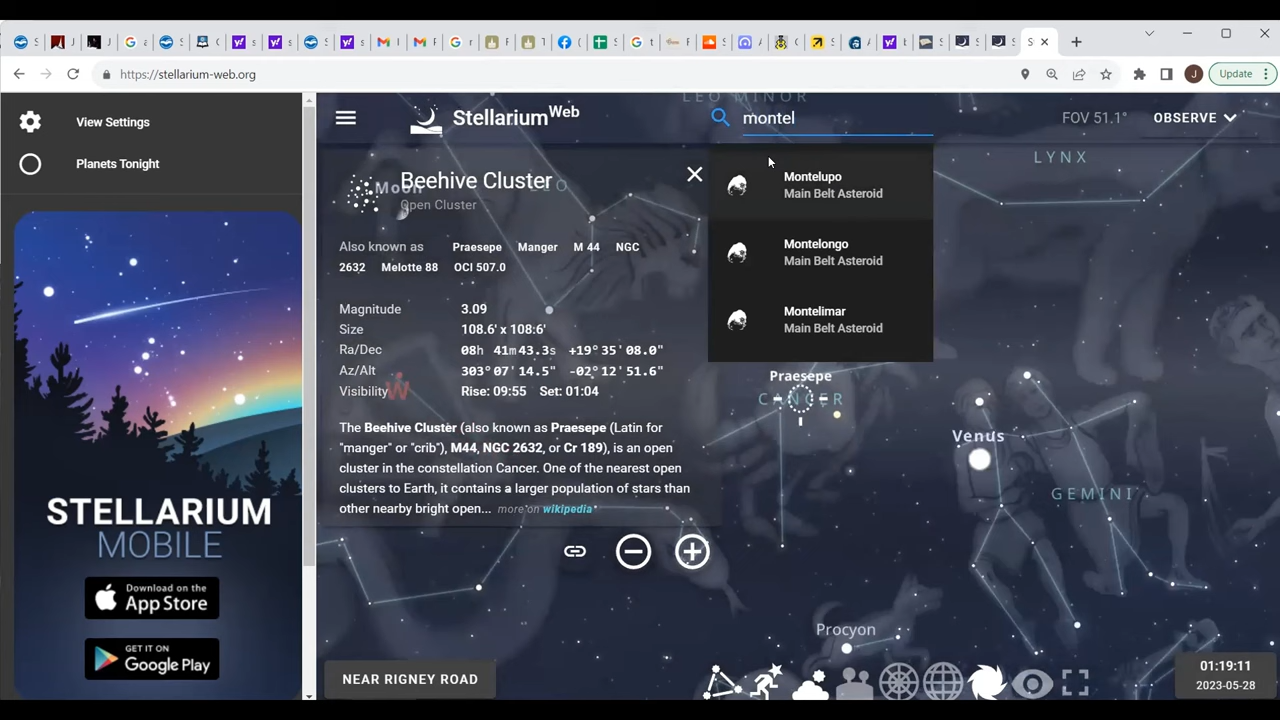 https://stellarium-web.org
J
Update
View Settings
Planets Tonight
STELLARIUM
MOBILE
Download on the
App Store
GET IT ON
Google Play
StellariumWeb
LEO MINOR
montel
FOV 51.1°
OBSERVE
Moon
LEO
Beehive Cluster
Open Cluster
Also known as Praesepe Manger M 44 NGC
2632 Melotte 88 OCI 507.0
Magnitude 3.09
Size 108.6' x 108.6'
Ra/Dec 08h 41m 43.3s +19° 35' 08.0"
Az/Alt 303° 07' 14.5" -02° 12' 51.6"
Visibility Rise: 09:55 Set: 01:04
W
The Beehive Cluster (also known as Praesepe (Latin for
"manger" or "crib"), M44, NGC 2632, or Cr 189), is an open
cluster in the constellation Cancer. One of the nearest open
clusters to Earth, it contains a larger population of stars than
other nearby bright open... more on wikipedia
Montelupo
Main Belt Asteroid
Montelongo
Main Belt Asteroid
Montelimar
Main Belt Asteroid
LYNX
Praesepe
CANCER
Venus
GEMINI
Procyon
NEAR RIGNEY ROAD
01:19:11
2023-05-28